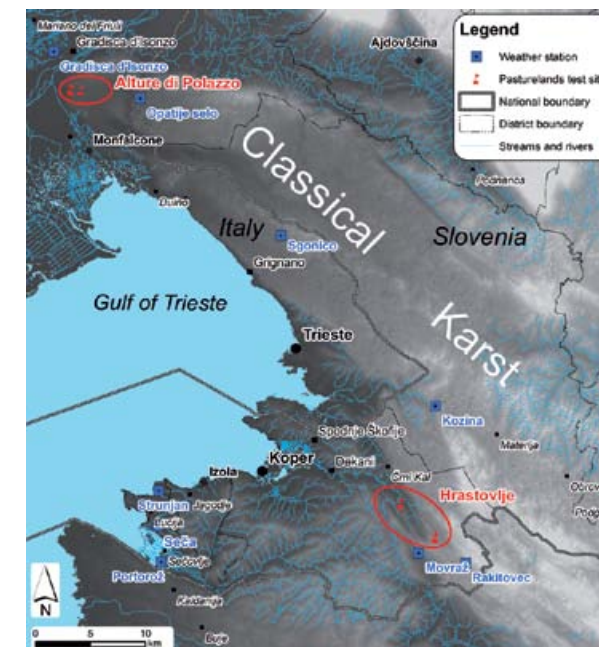 Mariano del Friuli
Gradisca d'Isonzo
Gradisca d'Isonzo
Alture di Polazzo
Opatije selo
Monfalcone
Duino
Ajdovščina
Legend
Weather station
Pasturelands test sit
National boundary
District boundary
Streams and rivers
Classical
Karst
Italy
Slovenia
Sgonico
Grignano
Gulf of Trieste
Trieste
Kozina
Materija
Spodnje Škofije
Koper
Dekani
Črni Kal
Izola
Hrastovlje
Strunjan
Jagodje
Lucija
Seča
Sečovlje
Portorož
Movraž
Rakitovec
Buje
N
0 5 10
km